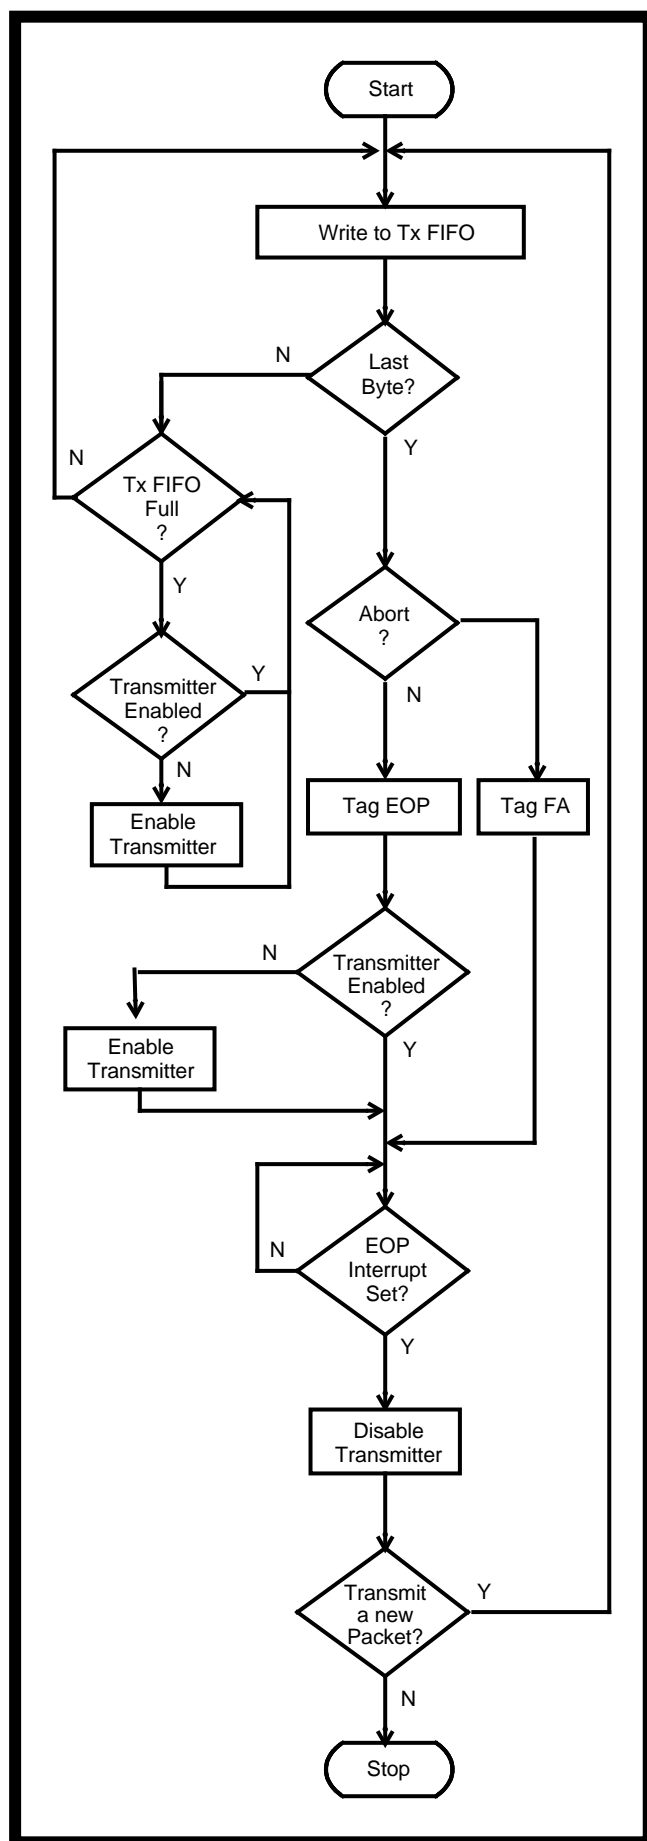 Start
Write to Tx FIFO
Last
Byte?
N
Y
Tx FIFO
Full
?
N
Y
Abort
?
N
Transmitter
Enabled
?
Y
N
Enable
Transmitter
Tag EOP
Tag FA
Transmitter
Enabled
?
N
Y
Enable
Transmitter
EOP
Interrupt
Set?
N
Y
Disable
Transmitter
Transmit
a new
Packet?
Y
N
Stop